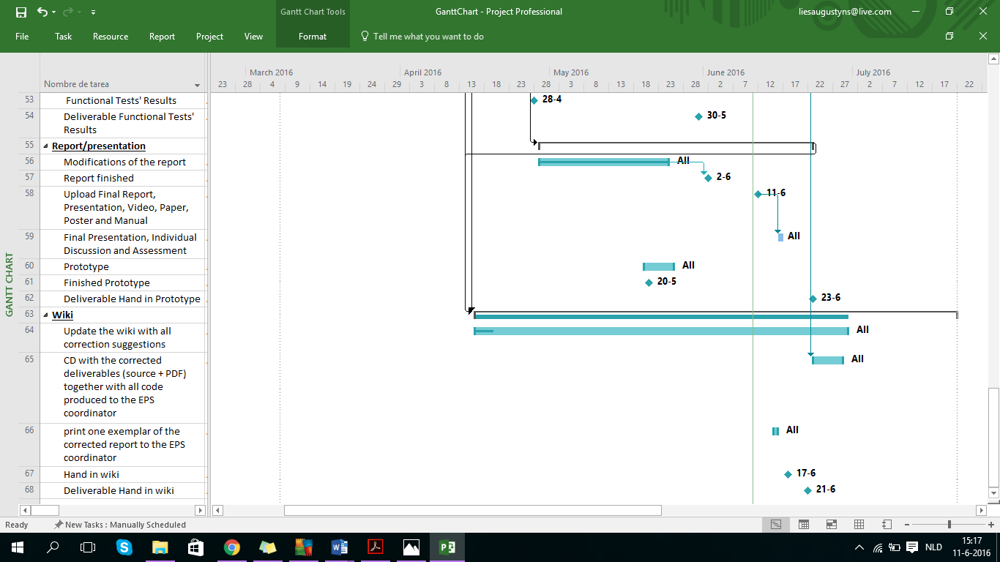 Gantt Chart Tools
GanttChart - Project Professional
liesaugustyns@live.com
File Task Resource Report Project View Format Tell me what you want to do
March 2016 April 2016 May 2016 June 2016 July 2016
Nombre de tarea
23 28 4 9 14 19 24 29 3 8 13 18 23 28 3 8 13 18 23 28 2 7 12 17 22 27 2 7 12 17 22
53 Functional Tests' Results 28-4
54 Deliverable Functional Tests' 30-5
Results
55 Report/presentation
56 Modifications of the report All
57 Report finished 2-6
58 Upload Final Report, 11-6
Presentation, Video, Paper,
Poster and Manual
59 Final Presentation, Individual All
Discussion and Assessment
60 Prototype All
61 Finished Prototype 20-5
62 Deliverable Hand in Prototype 23-6
63 Wiki
64 Update the wiki with all All
correction suggestions
65 CD with the corrected All
deliverables (source + PDF)
together with all code
produced to the EPS
coordinator
66 print one exemplar of the All
corrected report to the EPS
coordinator
67 Hand in wiki 17-6
68 Deliverable Hand in wiki 21-6
GANTT CHART
Ready New Tasks : Manually Scheduled
NLD
15:17
11-6-2016